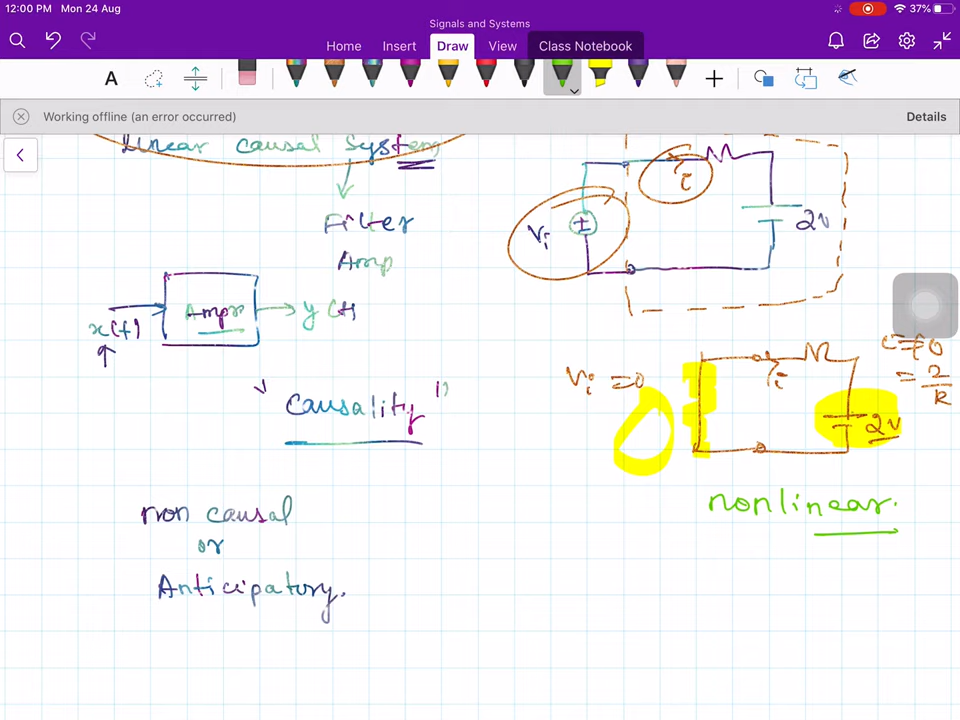 12:00 PM Mon 24 Aug
37%
Signals and Systems
Home Insert Draw View Class Notebook
A
Working offline (an error occurred)
Details
Linear Causal System
Filter
Amp
x(t)
Ampr
y(t)
"Causality"
non causal
or
Anticipatory.
Vi
i
2v
Vi = 0
i
2v
i ≠ 0
= 2/R
nonlinear.